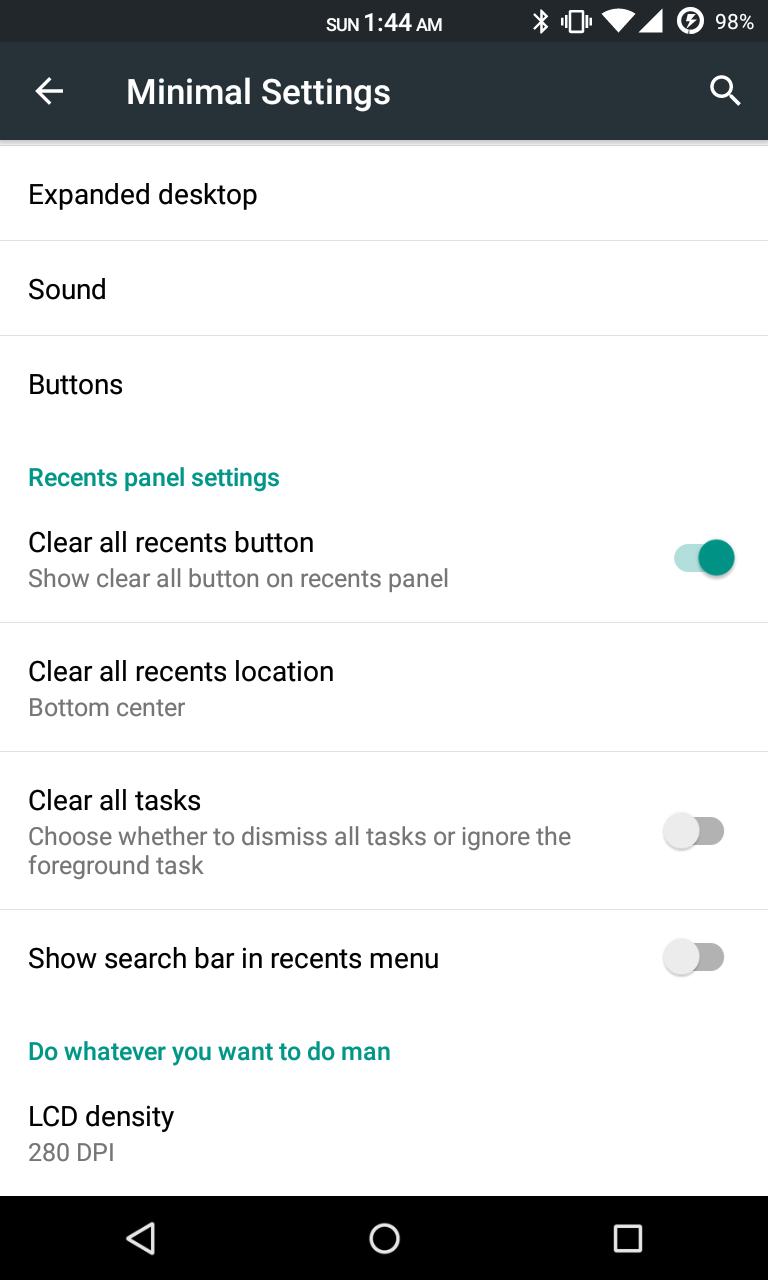 SUN 1:44 AM 98%
Minimal Settings
Expanded desktop
Sound
Buttons
Recents panel settings
Clear all recents button
Show clear all button on recents panel
Clear all recents location
Bottom center
Clear all tasks
Choose whether to dismiss all tasks or ignore the
foreground task
Show search bar in recents menu
Do whatever you want to do man
LCD density
280 DPI